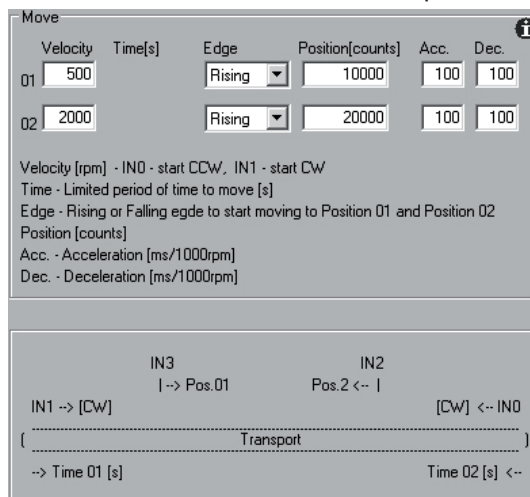 Move
Velocity Time[s] Edge Position[counts] Acc. Dec.
01 500 Rising 10000 100 100
02 2000 Rising 20000 100 100
Velocity [rpm] - IN0 - start CCW, IN1 - start CW
Time - Limited period of time to move [s]
Edge - Rising or Falling egde to start moving to Position 01 and Position 02
Position [counts]
Acc. - Acceleration [ms/1000rpm]
Dec. - Deceleration [ms/1000rpm]
IN3 IN2
|--> Pos.01 Pos.2 <-- |
IN1 --> [CW] [CW] <-- IN0
( Transport )
--> Time 01 [s] Time 02 [s] <--